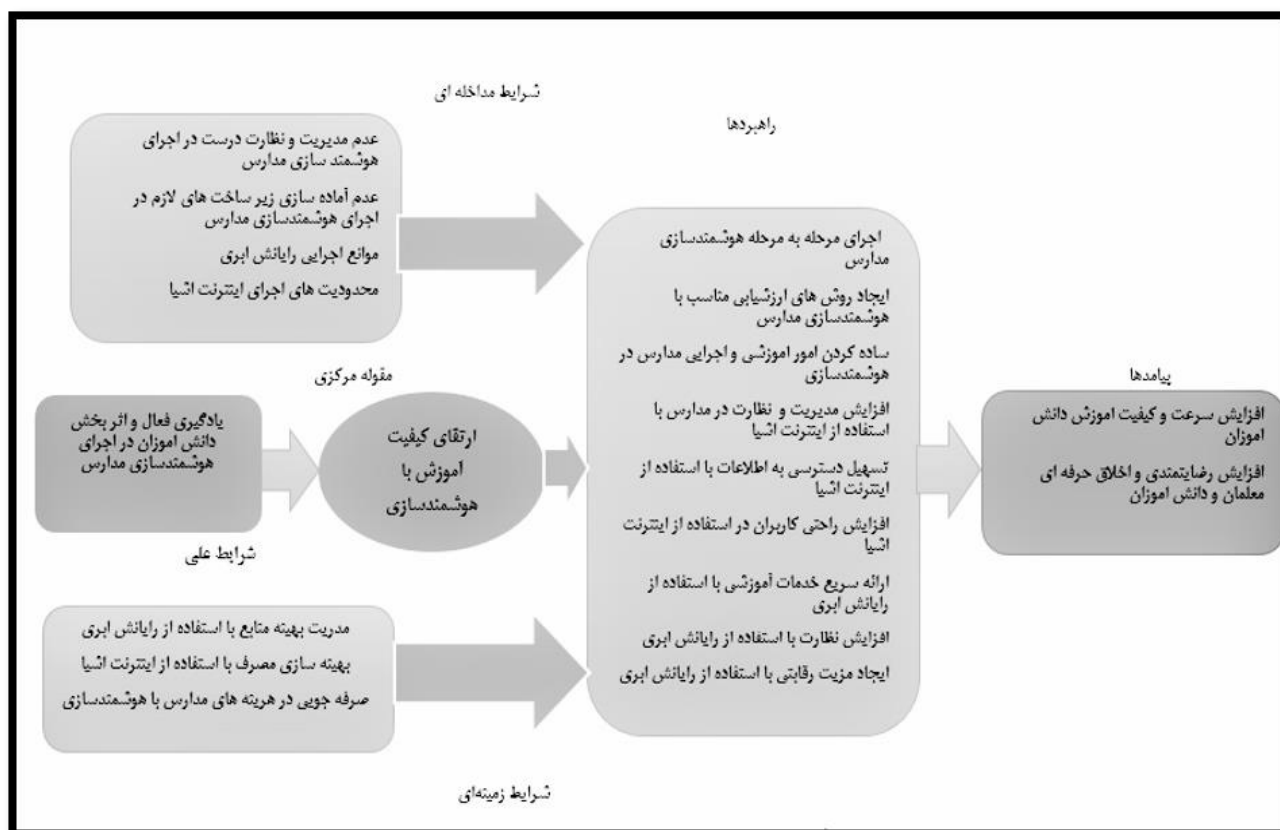 شرایط مداخله ای
عدم مدیریت و نظارت درست در اجرای
هوشمند سازی مدارس
عدم آماده سازی زیر ساخت های لازم در
اجرای هوشمندسازی مدارس
موانع اجرایی رایانش ابری
محدودیت های اجرای اینترنت اشیا
راهبردها
اجرای مرحله به مرحله هوشمندسازی
مدارس
ایجاد روش های ارزشیابی مناسب با
هوشمندسازی مدارس
ساده کردن امور اموزشی و اجرایی مدارس در
هوشمندسازی
افزایش مدیریت و نظارت در مدارس با
استفاده از اینترنت اشیا
تسهیل دسترسی به اطلاعات با استفاده از
اینترنت اشیا
افزایش راحتی کاربران در استفاده از اینترنت
اشیا
ارائه سریع خدمات آموزشی با استفاده از
رایانش ابری
افزایش نظارت با استفاده از رایانش ابری
ایجاد مزیت رقابتی با استفاده از رایانش ابری
پیامدها
افزایش سرعت و کیفیت اموزش دانش
اموزان
افزایش رضایتمندی و اخلاق حرفه ای
معلمان و دانش اموزان
مقوله مرکزی
ارتقای کیفیت
آموزش با
هوشمندسازی
یادگیری فعال و اثر بخش
دانش اموزان در اجرای
هوشمندسازی مدارس
شرایط علی
مدریت بهینه منابع با استفاده از رایانش ابری
بهینه سازی مصرف با استفاده از اینترنت اشیا
صرفه جویی در هرینه های مدارس با هوشمندسازی
شرایط زمینه‌ای